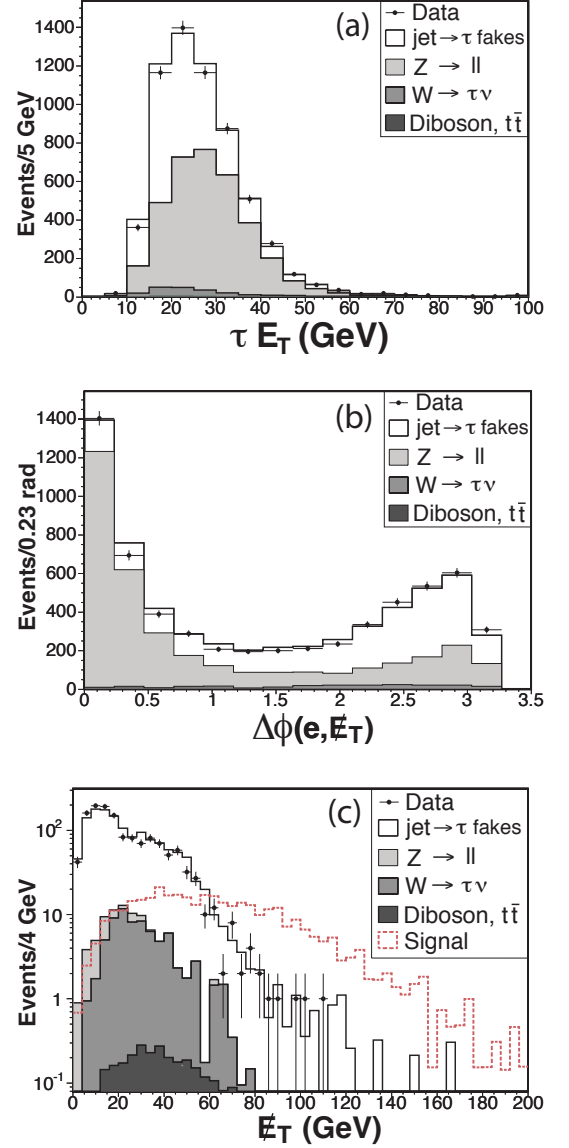 (a)
Data
jet→τ fakes
Z → ll
W → τν
Diboson, tt̄
Events/5 GeV
1400
1200
1000
800
600
400
200
0
0 10 20 30 40 50 60 70 80 90 100
τ E_T (GeV)
(b)
Data
jet→τ fakes
Z → ll
W → τν
Diboson, tt̄
Events/0.23 rad
1400
1200
1000
800
600
400
200
0
0 0.5 1 1.5 2 2.5 3 3.5
Δϕ(e,E̸_T)
(c)
Data
jet→τ fakes
Z → ll
W → τν
Diboson, tt̄
Signal
Events/4 GeV
10²
10
1
10⁻¹
0 20 40 60 80 100 120 140 160 180 200
E̸_T (GeV)